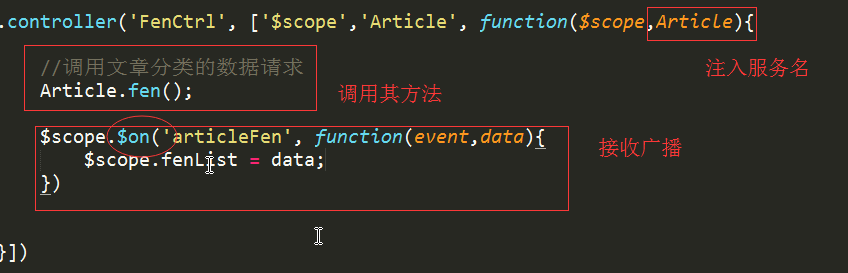 .controller('FenCtrl', ['$scope','Article', function($scope,Article){
注入服务名
//调用文章分类的数据请求
Article.fen();
调用其方法
$scope.$on('articleFen', function(event,data){
接收广播
$scope.fenList = data;
})
}])